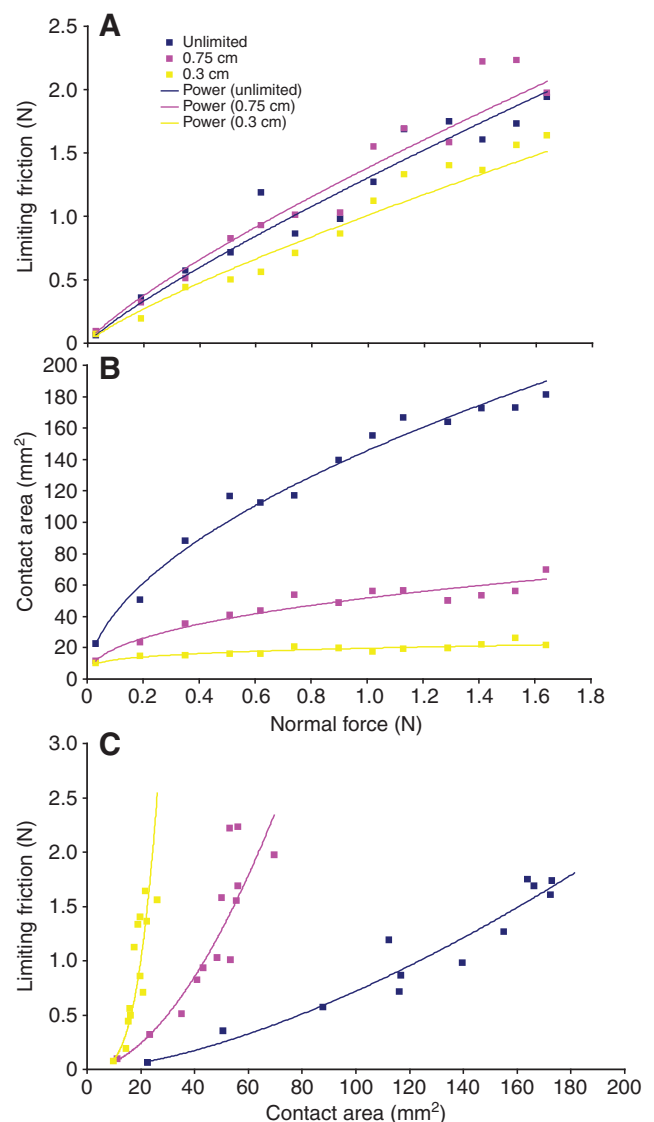 A
2.5
2.0
1.5
1.0
0.5
0
Limiting friction (N)
Unlimited
0.75 cm
0.3 cm
Power (unlimited)
Power (0.75 cm)
Power (0.3 cm)
B
200
180
160
140
120
100
80
60
40
20
0
Contact area (mm²)
0 0.2 0.4 0.6 0.8 1.0 1.2 1.4 1.6 1.8
Normal force (N)
C
3.0
2.5
2.0
1.5
1.0
0.5
0
Limiting friction (N)
0 20 40 60 80 100 120 140 160 180 200
Contact area (mm²)